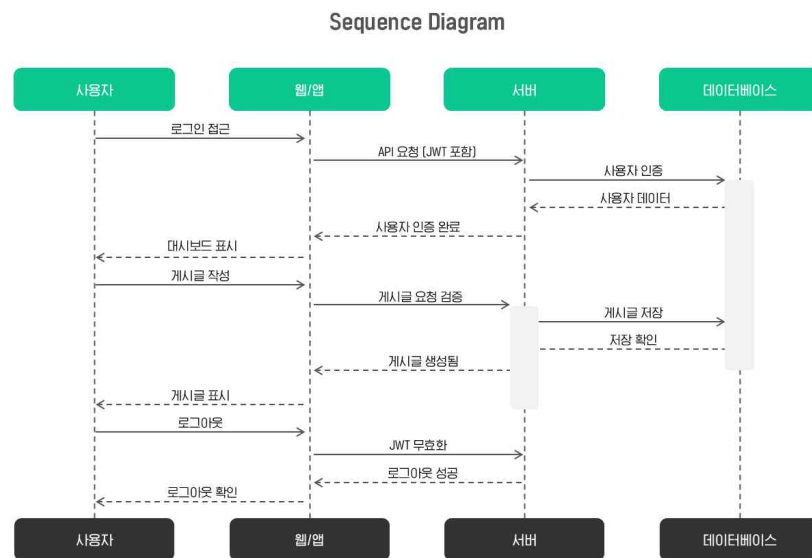 Sequence Diagram
사용자
웹/앱
서버
데이터베이스
로그인 접근
API 요청 (JWT 포함)
사용자 인증
사용자 데이터
사용자 인증 완료
대시보드 표시
게시글 작성
게시글 요청 검증
게시글 저장
저장 확인
게시글 생성됨
게시글 표시
로그아웃
JWT 무효화
로그아웃 성공
로그아웃 확인
사용자
웹/앱
서버
데이터베이스